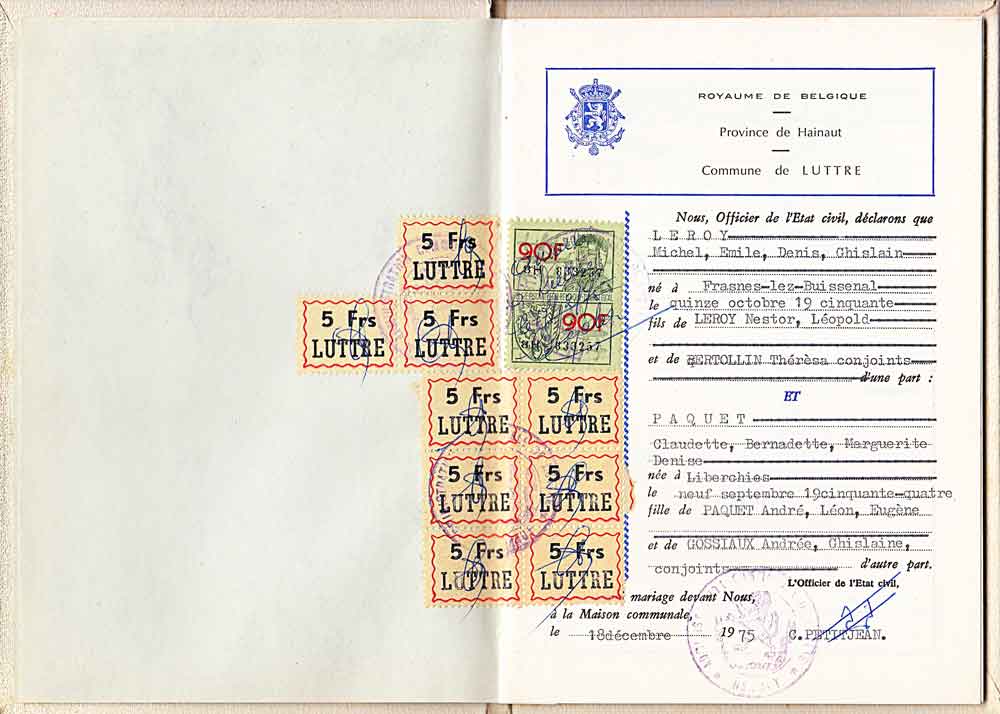 5 Frs
LUTTRE
5 Frs
LUTTRE
5 Frs
LUTTRE
5 Frs
LUTTRE
5 Frs
LUTTRE
5 Frs
LUTTRE
5 Frs
LUTTRE
5 Frs
LUTTRE
5 Frs
LUTTRE
90F
830257
90F
830257
ROYAUME DE BELGIQUE
Province de Hainaut
Commune de LUTTRE
Nous, Officier de l'Etat civil, déclarons que
L E R O Y
Michel, Emile, Denis, Ghislain
né à Frasnes-lez-Buissenal
le quinze octobre 19 cinquante
fils de LEROY Nestor, Léopold
et de BERTOLLIN Thérèsa conjoints
d'une part :
ET
P A Q U E T
Claudette, Bernadette, Marguerite
Denise
née à Liberchies
le neuf septembre 19cinquante-quatre
fille de PAQUET André, Léon, Eugène
et de GOSSIAUX Andrée, Ghislaine,
conjoints d'autre part.
L'Officier de l'Etat civil,
mariage devant Nous,
à la Maison communale
le 18décembre 1975 C.PETITJEAN.